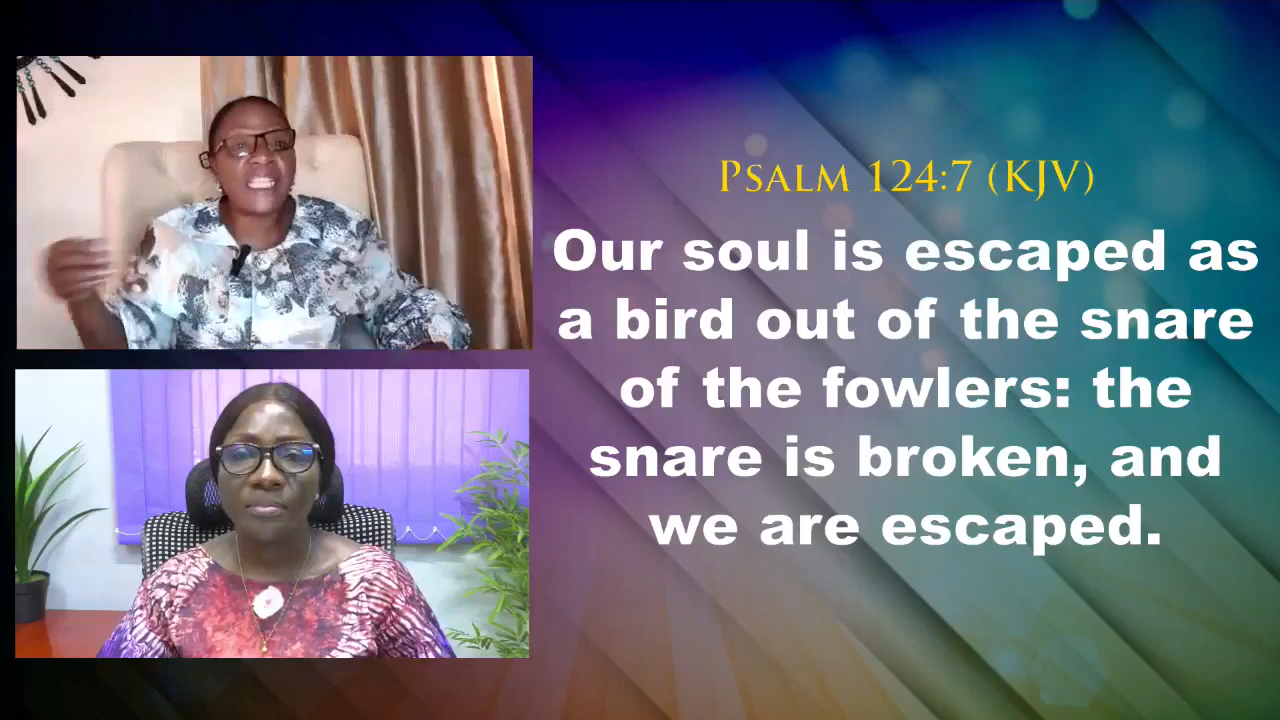 Psalm 124:7 (KJV)
Our soul is escaped as
a bird out of the snare
of the fowlers: the
snare is broken, and
we are escaped.